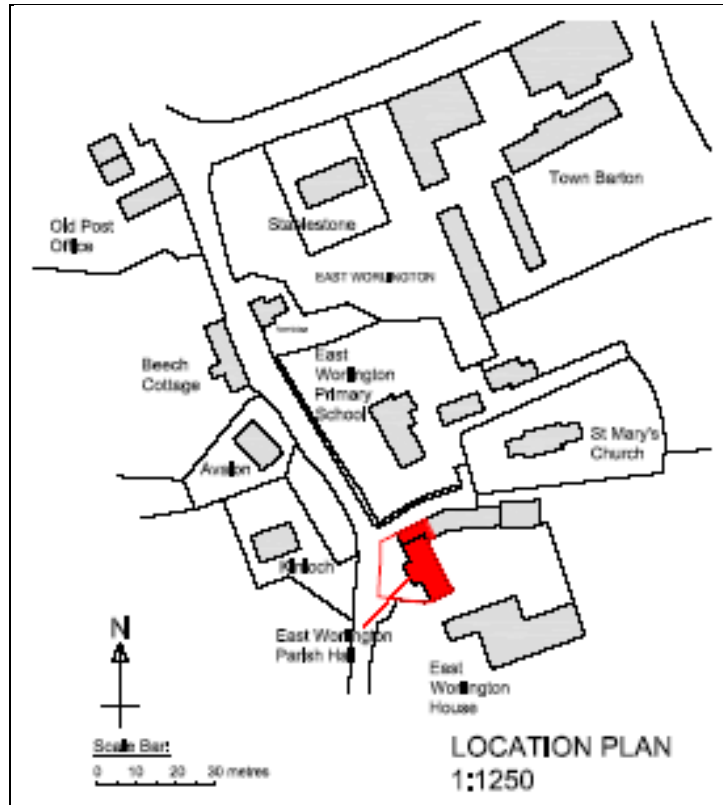 Town Barton
Old Post
Office
Stablestone
EAST WORLINGTON
Beech
Cottage
East
Worlington
Primary
School
St Mary's
Church
Avalon
Kinloch
N
East Worlington
Parish Hall
East
Worlington
House
Scale Bar:
0 10 20 30 metres
LOCATION PLAN
1:1250